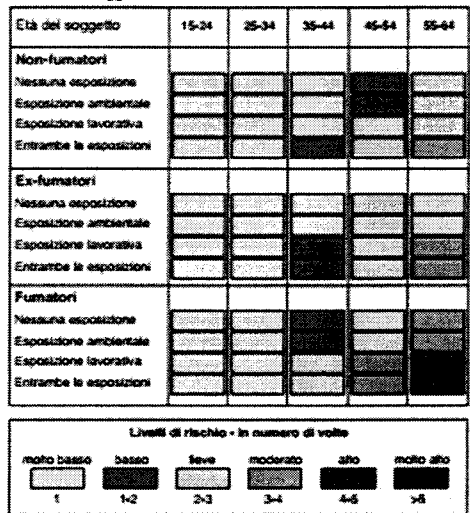 Età del soggetto 15-24 25-34 35-44 45-54 55-64
Non-fumatori
Nessuna esposizione
Esposizione ambientale
Esposizione lavorativa
Entrambe le esposizioni
Ex-fumatori
Nessuna esposizione
Esposizione ambientale
Esposizione lavorativa
Entrambe le esposizioni
Fumatori
Nessuna esposizione
Esposizione ambientale
Esposizione lavorativa
Entrambe le esposizioni
Livelli di rischio - in numero di volte
molto basso basso lieve moderato alto molto alto
1 1-2 2-3 3-4 4-5 >5